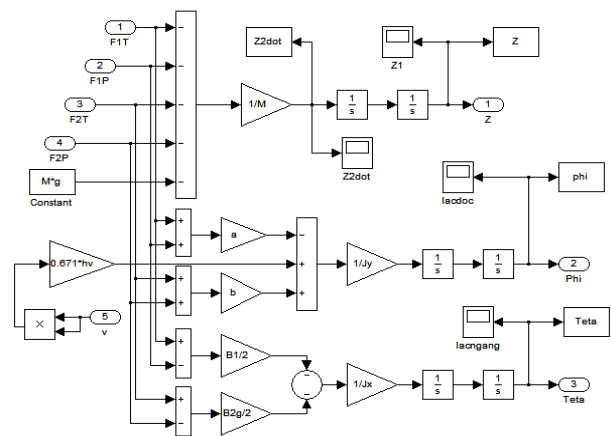 1
F1T
2
F1P
3
F2T
4
F2P
M*g
Constant
− − − − −
1/M
Z2dot
Z2dot
1
s
1
s
Z1
Z
1
Z
lacdoc
phi
+
+
a
0.671*hv
+
+
b
−
+
+
1/Jy
1
s
1
s
2
Phi
×
5
v
+
−
B1/2
+
−
B2g/2
−
−
1/Jx
1
s
1
s
lacngang
Teta
3
Teta